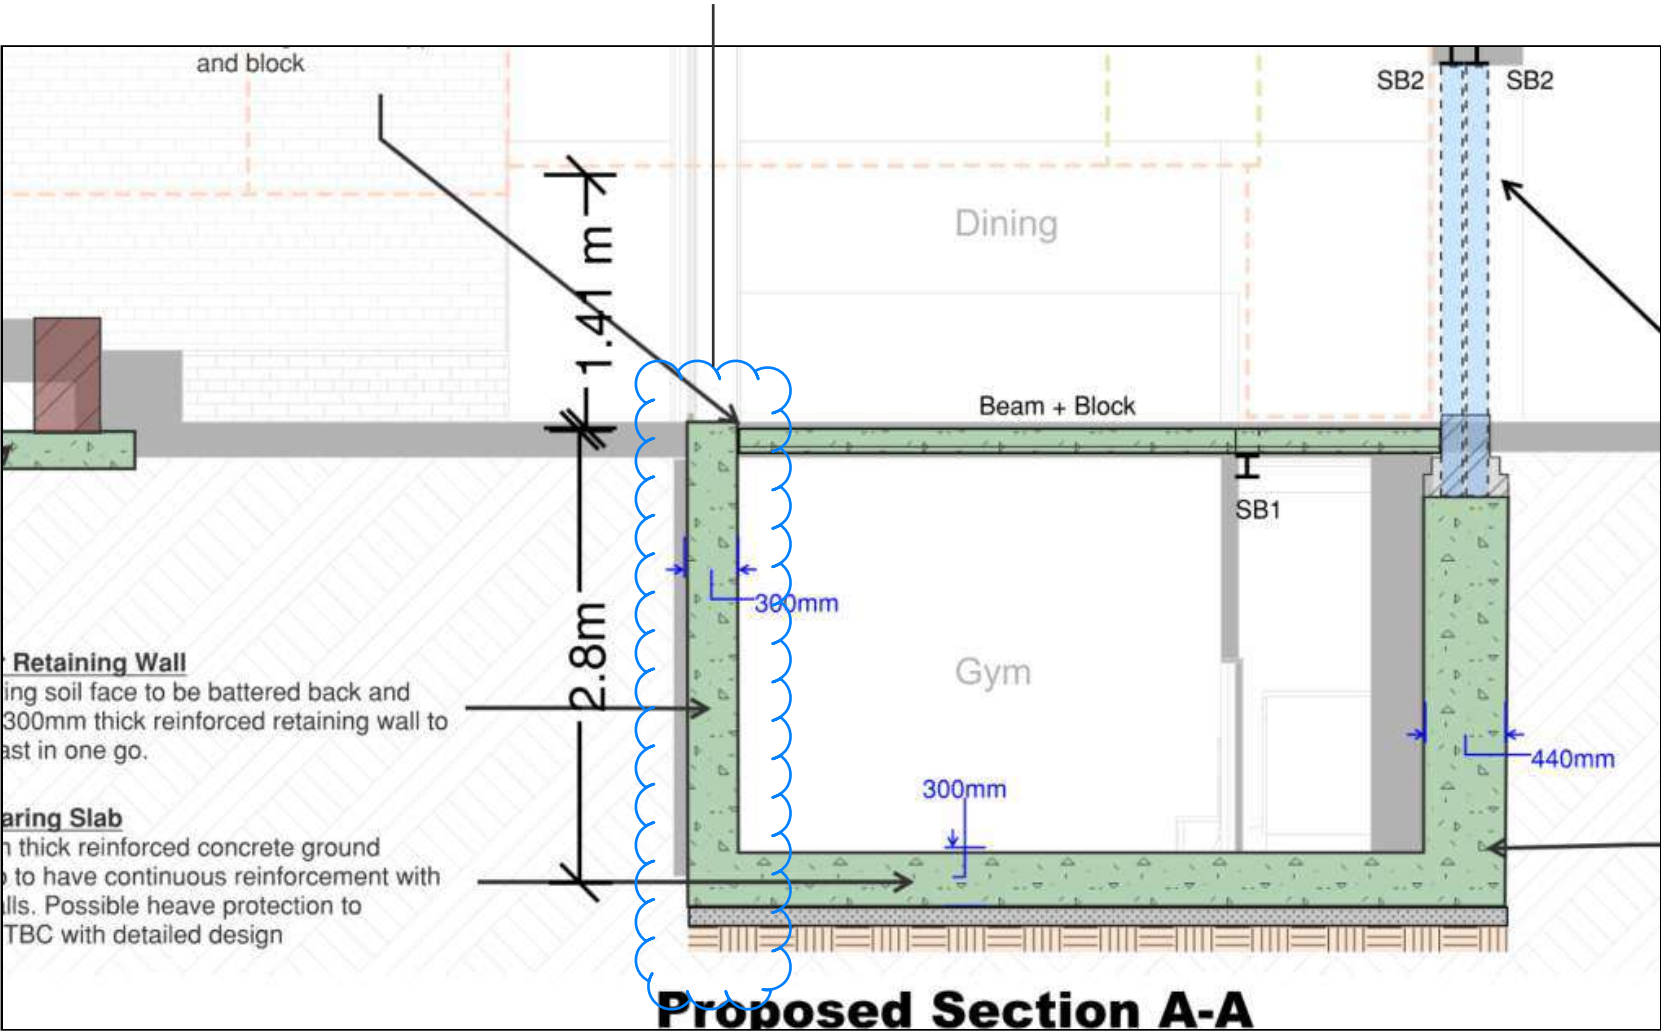 and block
SB2
SB2
Dining
1.41 m
Beam + Block
SB1
300mm
2.8m
Gym
Retaining Wall
ing soil face to be battered back and
300mm thick reinforced retaining wall to
ast in one go.
440mm
300mm
aring Slab
thick reinforced concrete ground
to have continuous reinforcement with
lls. Possible heave protection to
TBC with detailed design
Proposed Section A-A